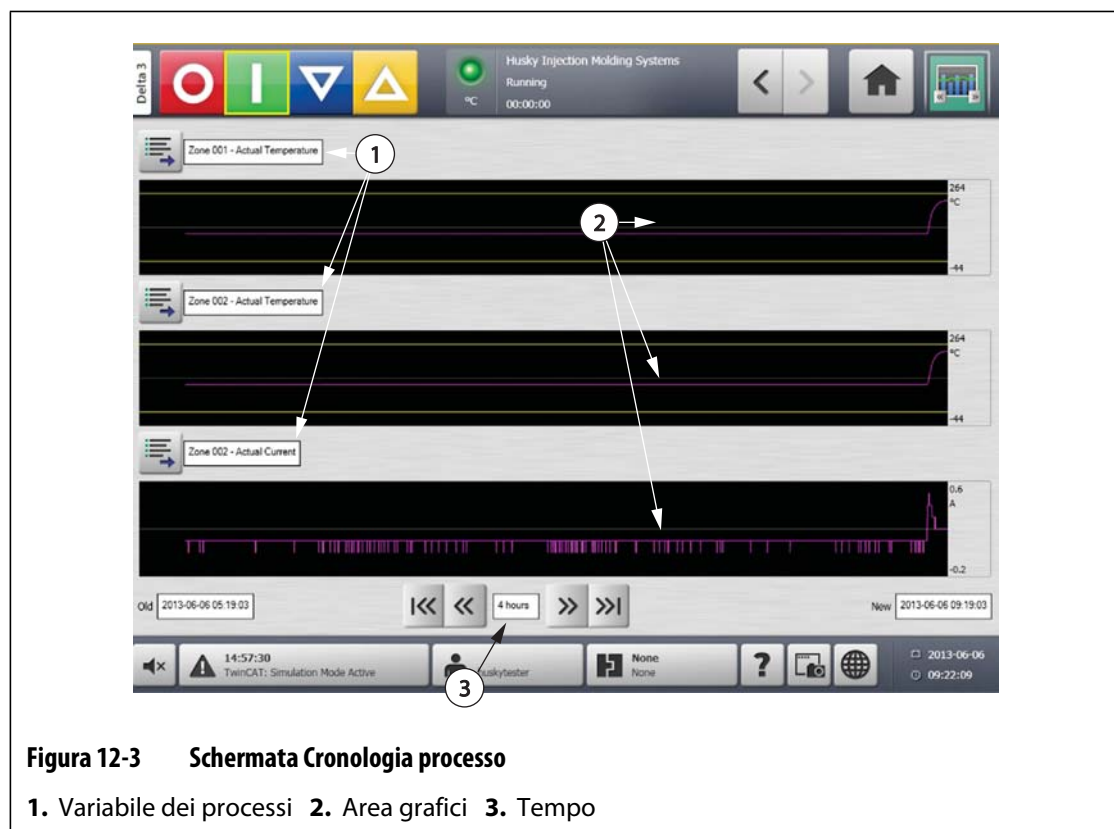 Delta 3
Husky Injection Molding Systems
Running
°C
00:00:00
Zone 001 - Actual Temperature
1
264
°C
2
-44
Zone 002 - Actual Temperature
264
°C
-44
Zone 002 - Actual Current
0.6
A
-0.2
Old
2013-06-06 05:19:03
4 hours
New
2013-06-06 09:19:03
14:57:30
TwinCAT: Simulation Mode Active
huskytester
None
None
?
2013-06-06
09:22:09
3
Figura 12-3 Schermata Cronologia processo
1. Variabile dei processi 2. Area grafici 3. Tempo